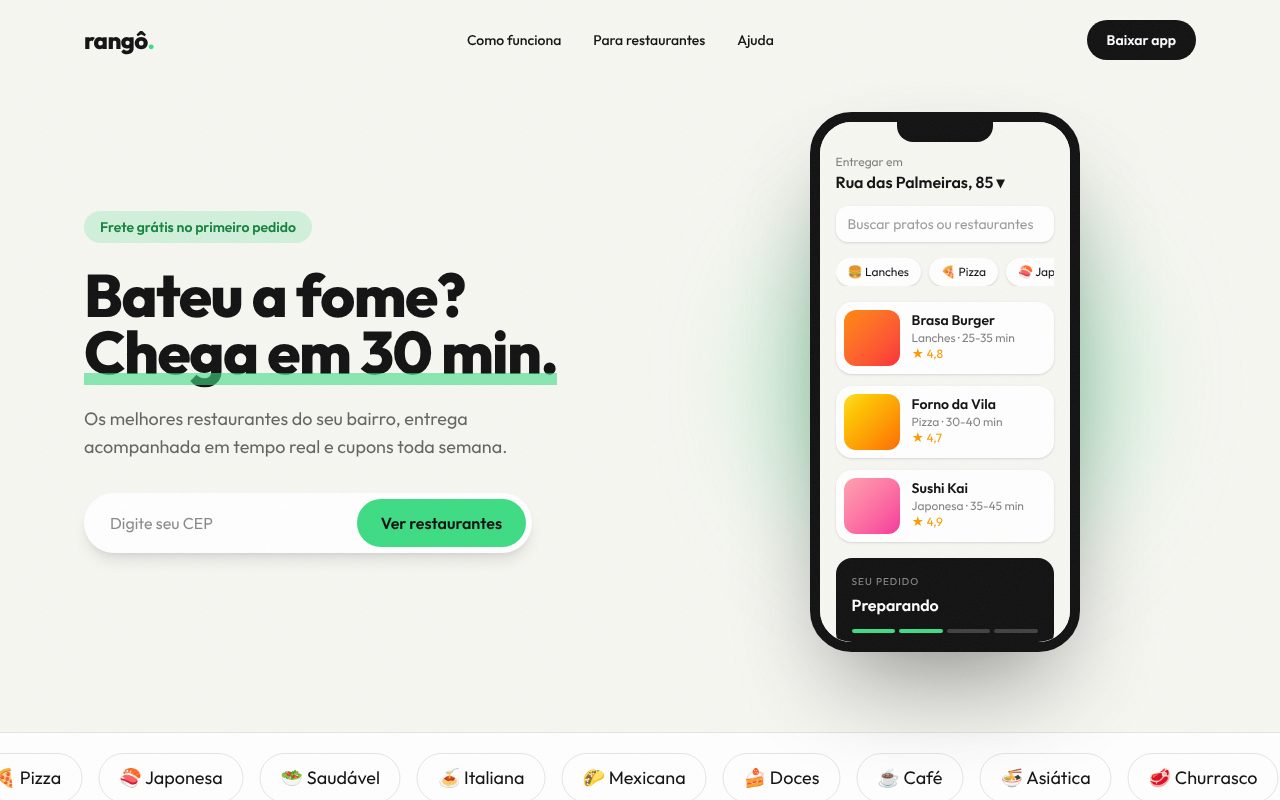 rangô.
Como funciona
Para restaurantes
Ajuda
Baixar app
Frete grátis no primeiro pedido
Bateu a fome?
Chega em 30 min.
Os melhores restaurantes do seu bairro, entrega
acompanhada em tempo real e cupons toda semana.
Digite seu CEP
Ver restaurantes
Entregar em
Rua das Palmeiras, 85 ▾
Buscar pratos ou restaurantes
🍔 Lanches
🍕 Pizza
🍣 Jap
Brasa Burger
Lanches · 25–35 min
★ 4,8
Forno da Vila
Pizza · 30–40 min
★ 4,7
Sushi Kai
Japonesa · 35–45 min
★ 4,9
SEU PEDIDO
Preparando
🍕 Pizza
🍣 Japonesa
🥗 Saudável
🍝 Italiana
🌮 Mexicana
🍰 Doces
☕ Café
🍜 Asiática
🥩 Churrasco